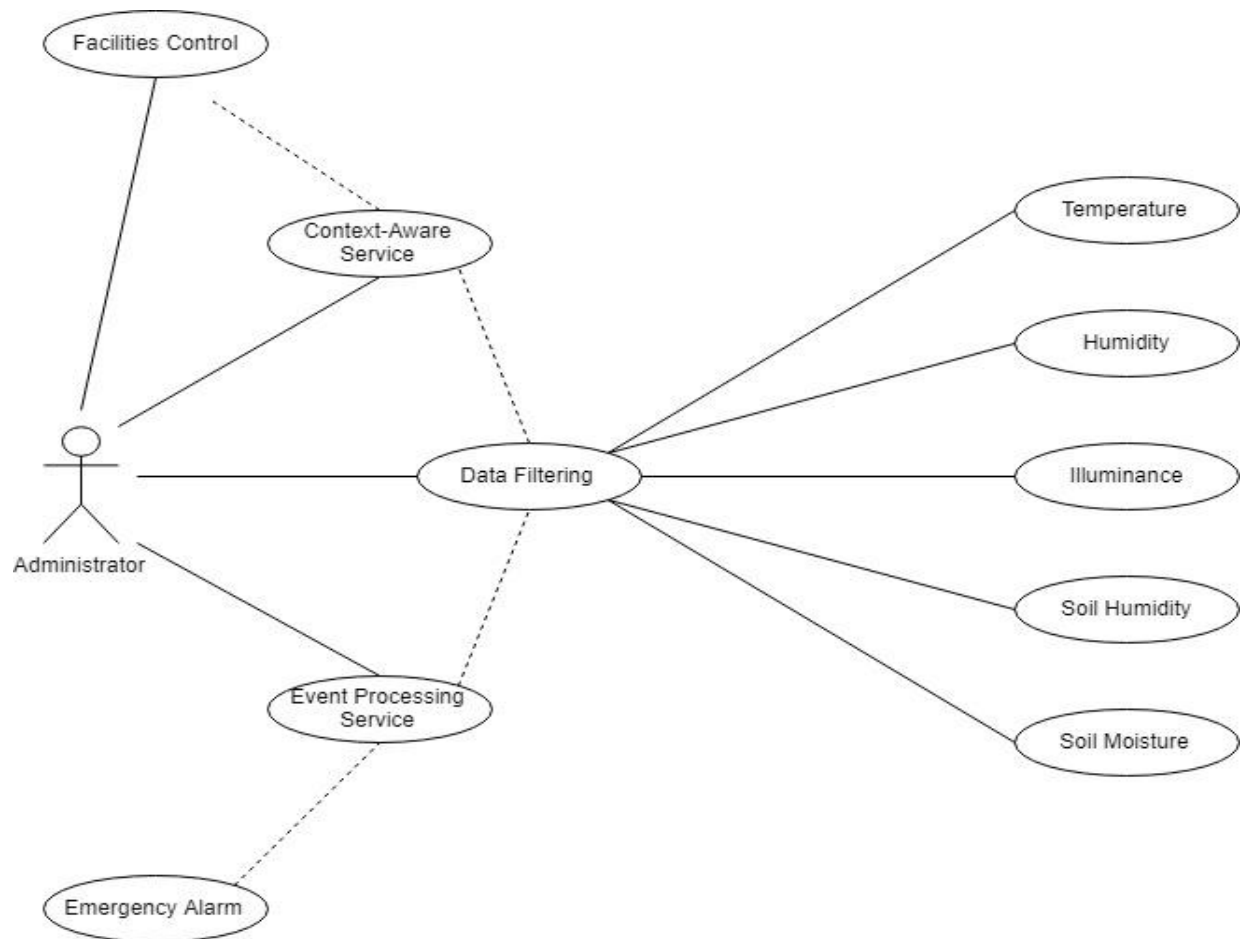 Facilities Control
Context-Aware
Service
Temperature
Humidity
Data Filtering
Illuminance
Administrator
Soil Humidity
Event Processing
Service
Soil Moisture
Emergency Alarm